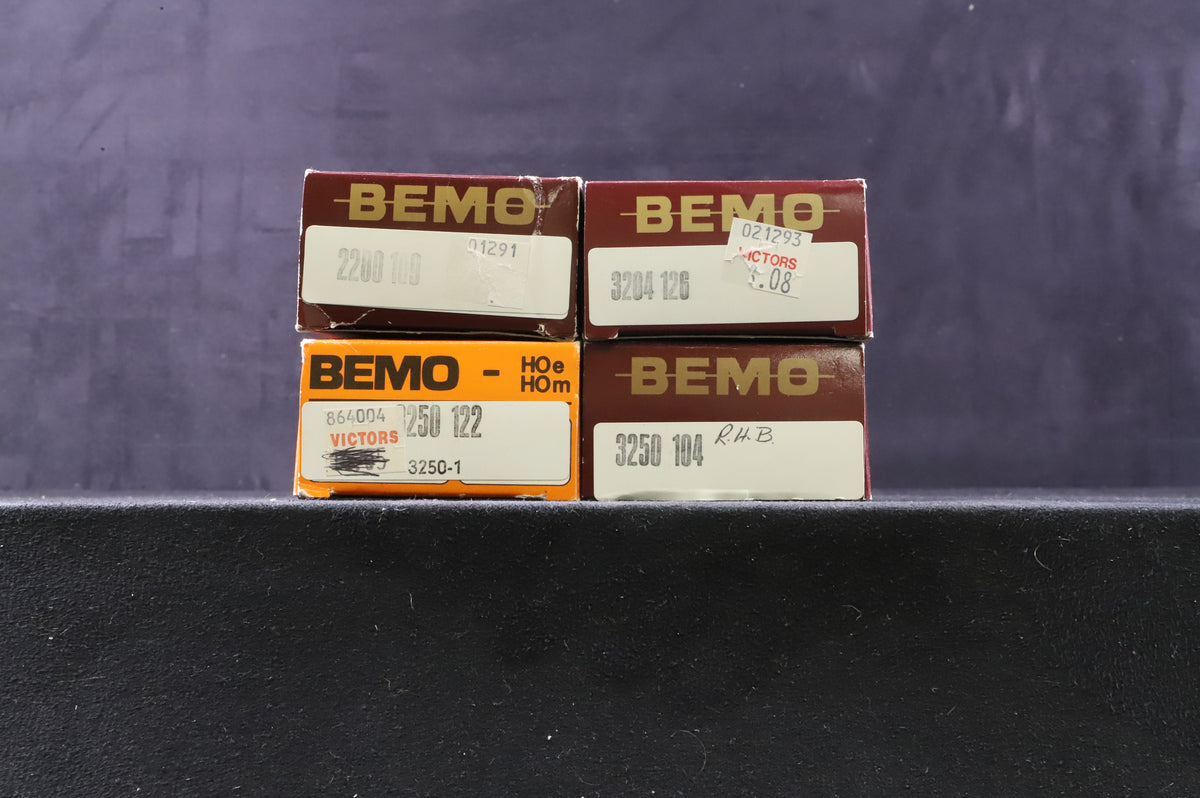 BEMO
01291
2200 100
BEMO
021293
VICTORS
.08
3204 126
BEMO - HOe
HOm
864004
250 122
VICTORS
3250-1
BEMO
3250 104 R.H.B.